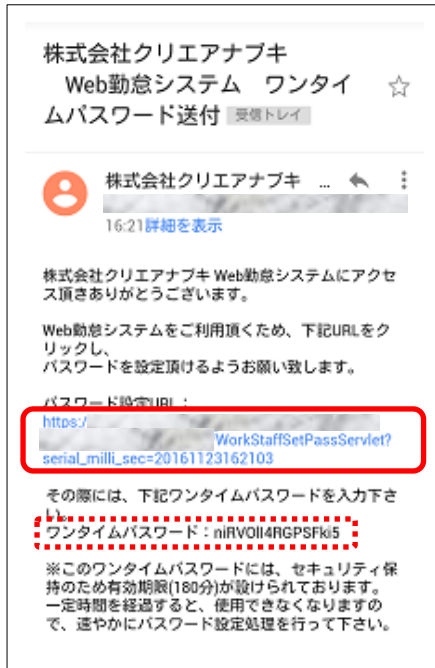 株式会社クリエアナブキ
Web勤怠システム ワンタイ
ムパスワード送付 受信トレイ
株式会社クリエアナブキ ...
16:21詳細を表示
株式会社クリエアナブキ Web勤怠システムにアクセ
ス頂きありがとうございます。
Web勤怠システムをご利用頂くため、下記URLをク
リックし、
パスワードを設定頂けるようお願い致します。
パスワード設定URL:
https:/
WorkStaffSetPassServlet?
serial_milli_sec=20161123162103
その際には、下記ワンタイムパスワードを入力下さ
い。
ワンタイムパスワード:
※このワンタイムパスワードには、セキュリティ保
持のため有効期限(180分)が設けられております。
一定時間を経過すると、使用できなくなりますの
で、速やかにパスワード設定処理を行って下さい。